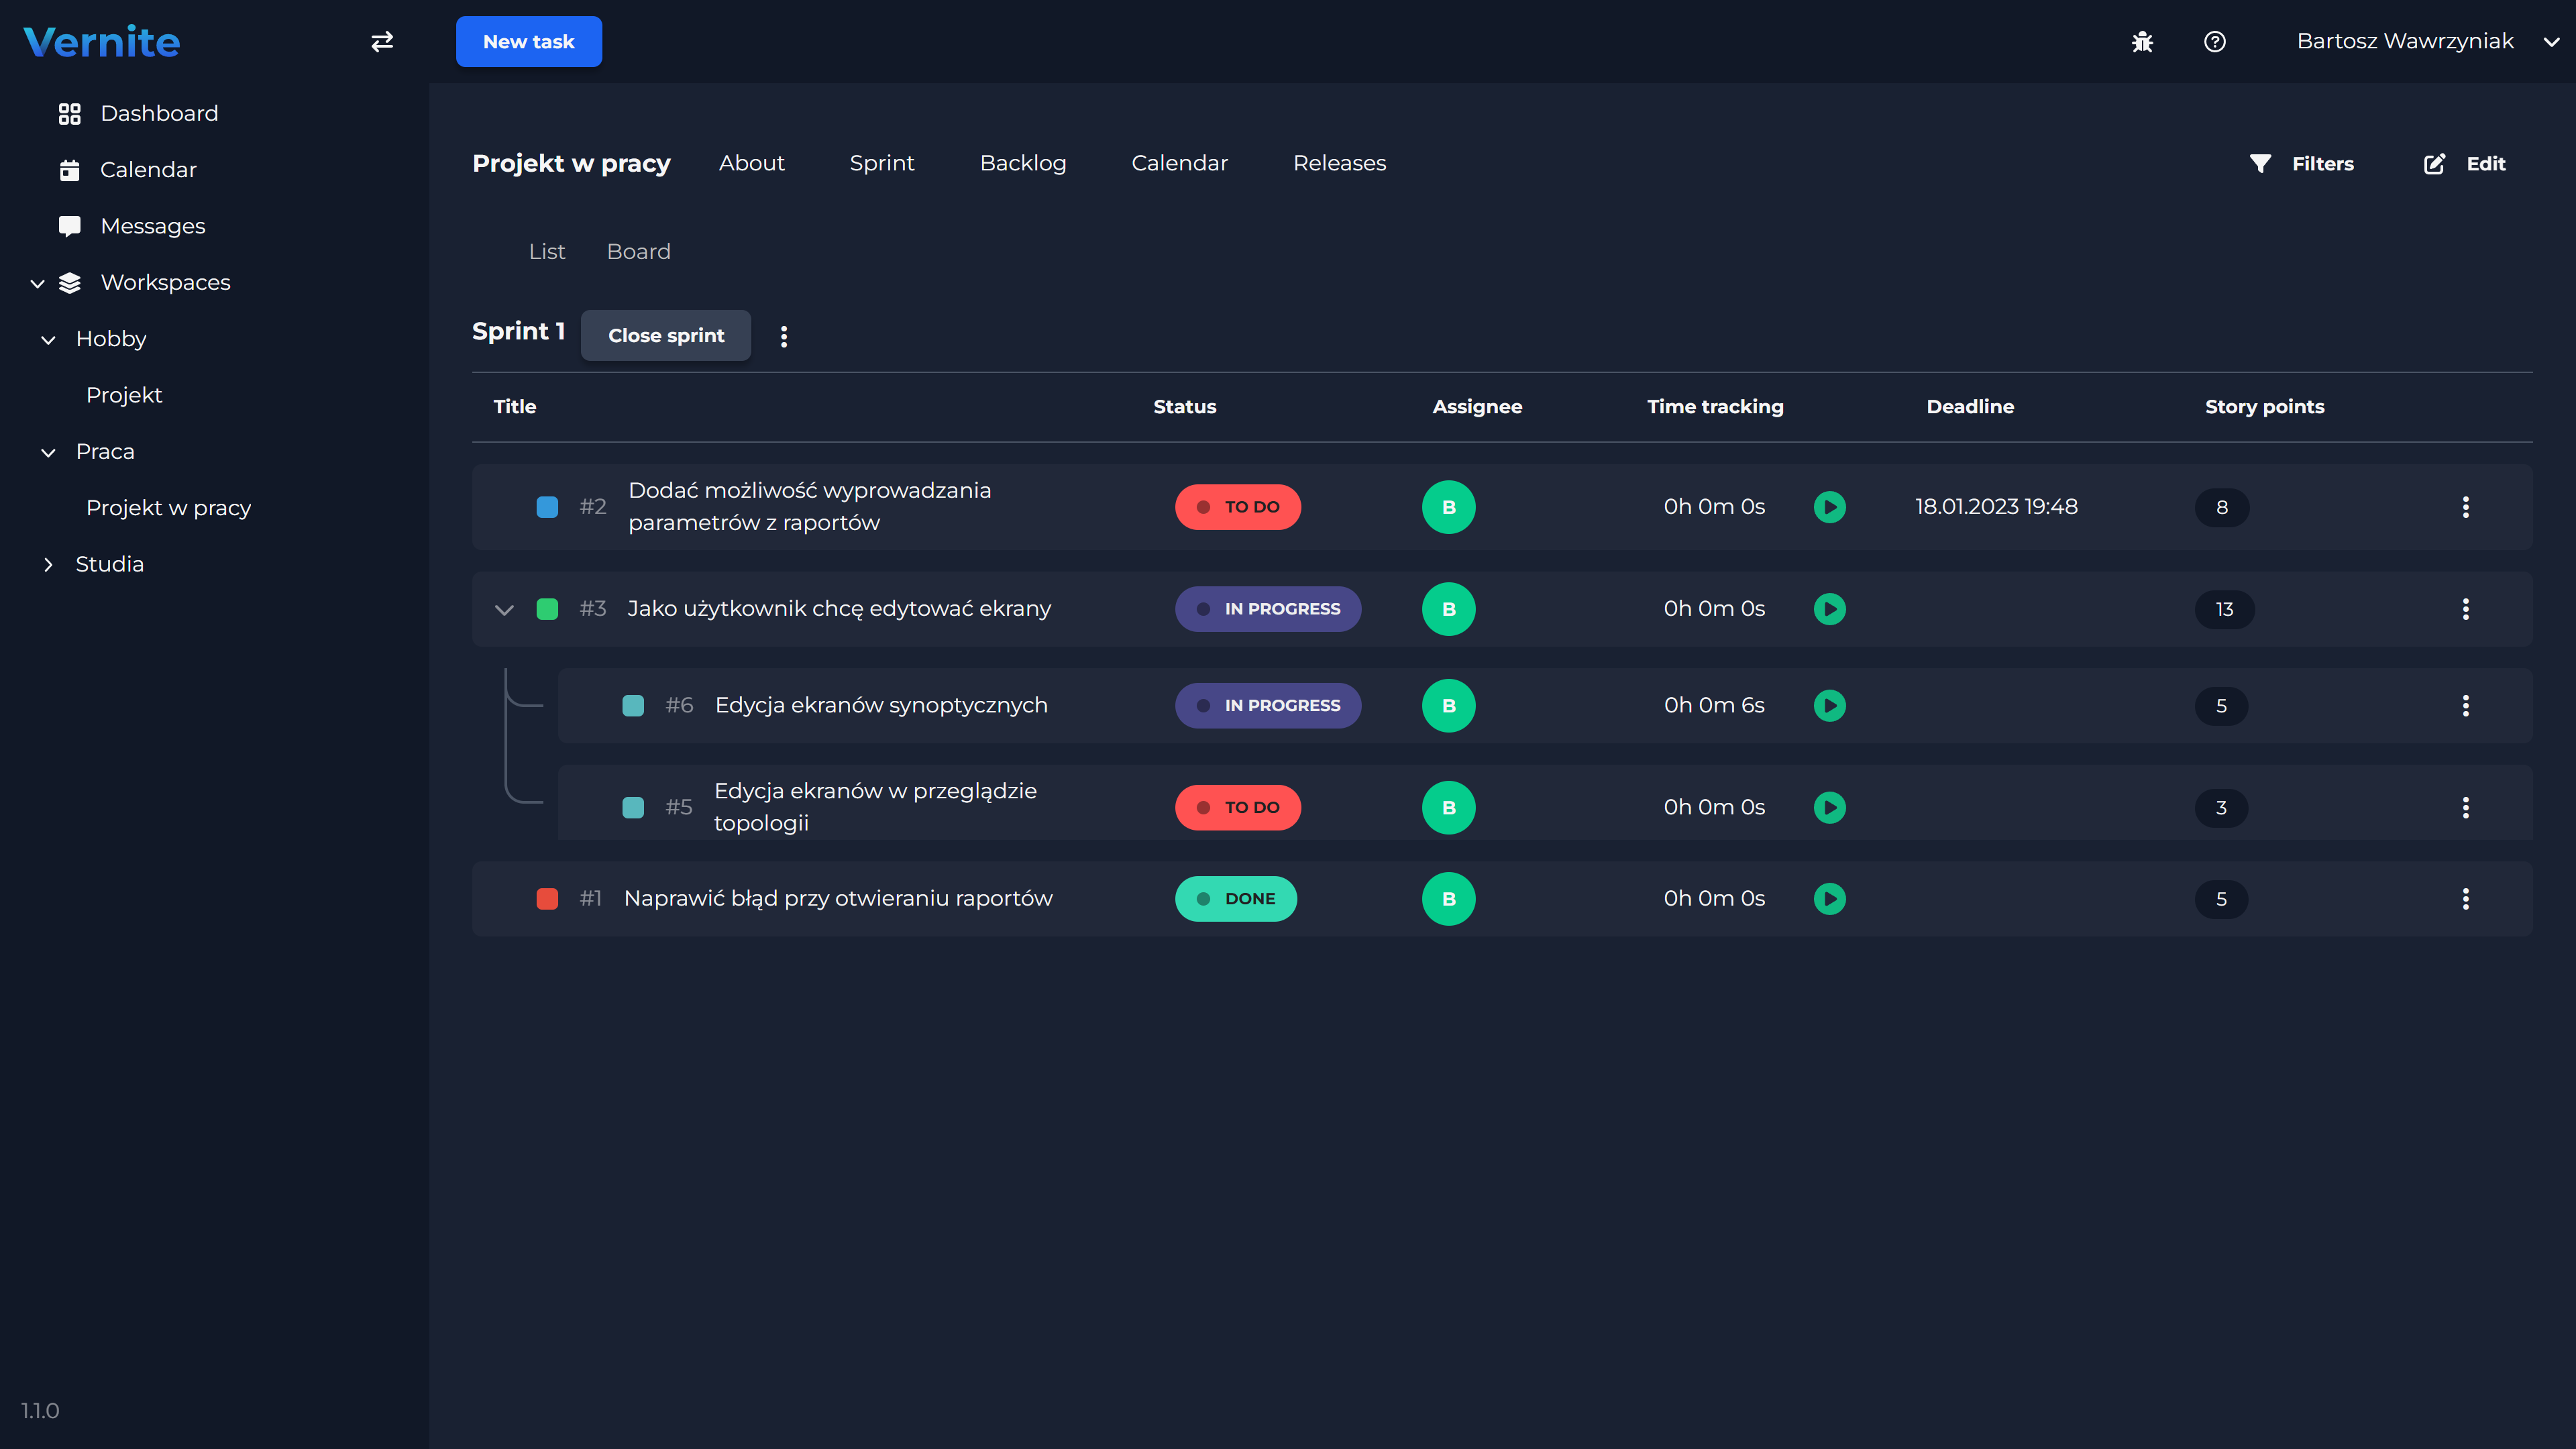 Vernite
New task
Bartosz Wawrzyniak
Dashboard
Calendar
Messages
Workspaces
Hobby
Projekt
Praca
Projekt w pracy
Studia
1.1.0
Projekt w pracy About Sprint Backlog Calendar Releases Filters Edit
List Board
Sprint 1 Close sprint
Title Status Assignee Time tracking Deadline Story points
#2 Dodać możliwość wyprowadzania
parametrów z raportów
TO DO B 0h 0m 0s 18.01.2023 19:48 8
#3 Jako użytkownik chcę edytować ekrany IN PROGRESS B 0h 0m 0s 13
#6 Edycja ekranów synoptycznych IN PROGRESS B 0h 0m 6s 5
#5 Edycja ekranów w przeglądzie
topologii
TO DO B 0h 0m 0s 3
#1 Naprawić błąd przy otwieraniu raportów DONE B 0h 0m 0s 5